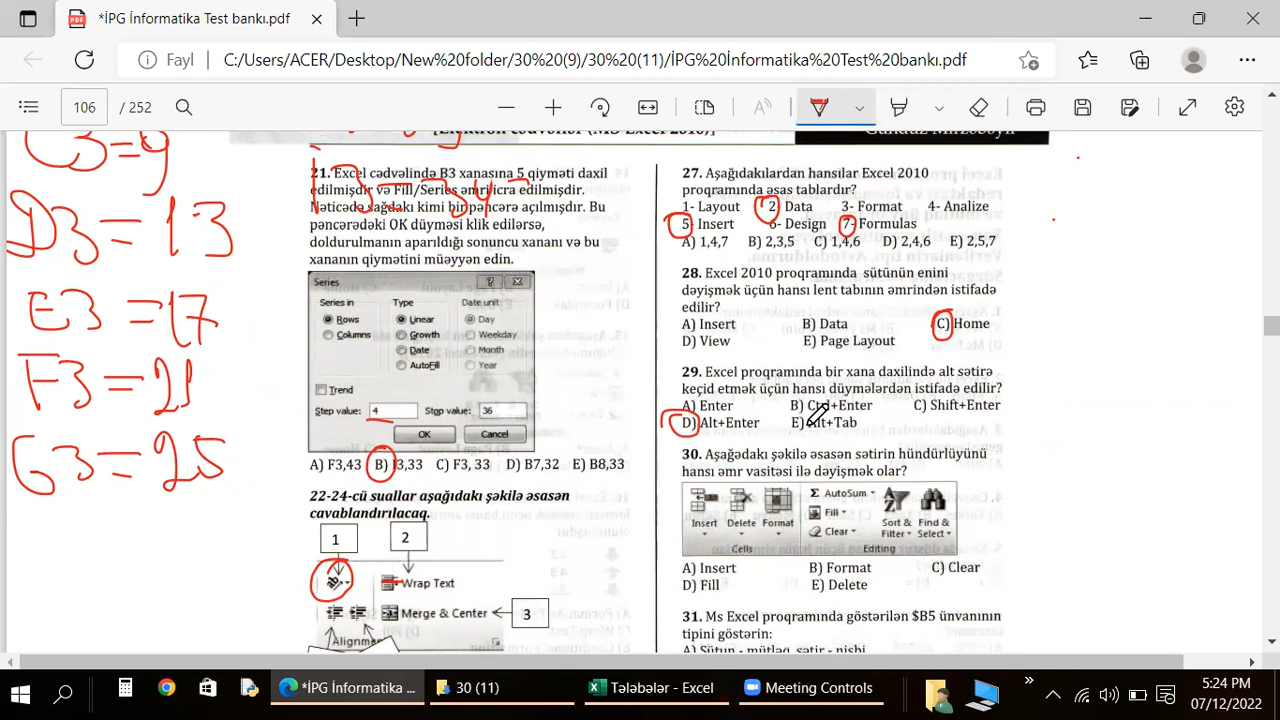 *İPG İnformatika Test bankı.pdf
Fayl
C:/Users/ACER/Desktop/New%20folder/30%20(9)/30%20(11)/İPG%20İnformatika%20Test%20bankı.pdf
106 / 252
[Elektron cədvəllər (MS Excel 2010)]
C3=9
D3=13
E3=17
F3=21
G3=25
21. Excel cədvəlində B3 xanasına 5 qiyməti daxil
edilmişdir və Fill/Series əmri icra edilmişdir.
Nəticədə sağdakı kimi bir pəncərə açılmışdır. Bu
pəncərədəki OK düyməsi klik edilərsə,
doldurulmanın aparıldığı sonuncu xananı və bu
xananın qiymətini müəyyən edin.
Series
Series in Type Date unit
Rows Linear Day
Columns Growth Weekday
Date Month
AutoFill Year
Trend
Step value: 4 Stop value: 36
OK Cancel
A) F3,43 B) I3,33 C) F3, 33 D) B7,32 E) B8,33
22-24-cü suallar aşağıdakı şəkilə əsasən
cavablandırılacaq.
1 2
Wrap Text
Merge & Center 3
Alignme
27. Aşağıdakılardan hansılar Excel 2010
proqramında əsas tablardır?
1- Layout 2- Data 3- Format 4- Analize
5- Insert 6- Design 7- Formulas
A) 1,4,7 B) 2,3,5 C) 1,4,6 D) 2,4,6 E) 2,5,7
28. Excel 2010 proqramında sütünün enini
dəyişmək üçün hansı lent tabının əmrindən istifadə
edilir?
A) Insert B) Data C) Home
D) View E) Page Layout
29. Excel proqramında bir xana daxilində alt sətirə
keçid etmək üçün hansı düymələrdən istifadə edilir?
A) Enter B) Ctrl+Enter C) Shift+Enter
D) Alt+Enter E) Alt+Tab
30. Aşağadakı şəkilə əsasən sətirin hündürlüyünü
hansı əmr vasitəsi ilə dəyişmək olar?
Insert Delete Format
Σ AutoSum
Fill
Clear
Sort & Filter Find & Select
Cells Editing
A) Insert B) Format C) Clear
D) Fill E) Delete
31. Ms Excel proqramında göstərilən $B5 ünvanının
tipini göstərin:
A) Sütun - mütləq, sətir - nisbi
*İPG İnformatika ...
30 (11)
Tələbələr - Excel
Meeting Controls
5:24 PM
07/12/2022